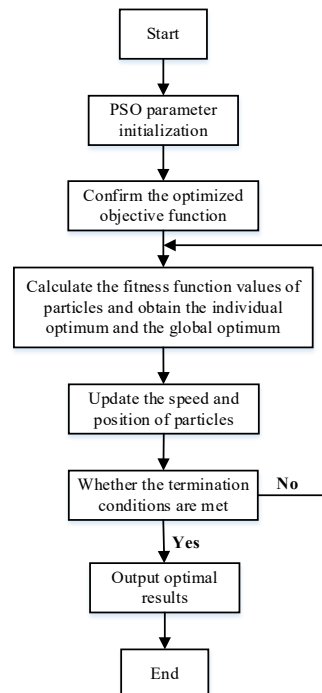 Start
PSO parameter
initialization
Confirm the optimized
objective function
Calculate the fitness function values of
particles and obtain the individual
optimum and the global optimum
Update the speed and
position of particles
Whether the termination
conditions are met
No
Yes
Output optimal
results
End